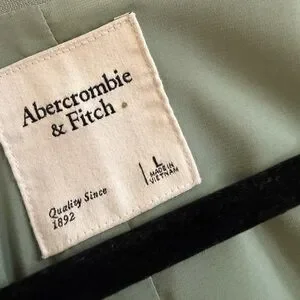 Abercrombie
& Fitch
Quality Since
1892
L
MADE IN
VIETNAM